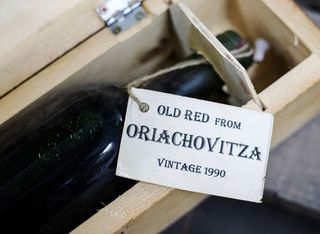 OLD RED FROM
ORIACHOVITZA
VINTAGE 1990